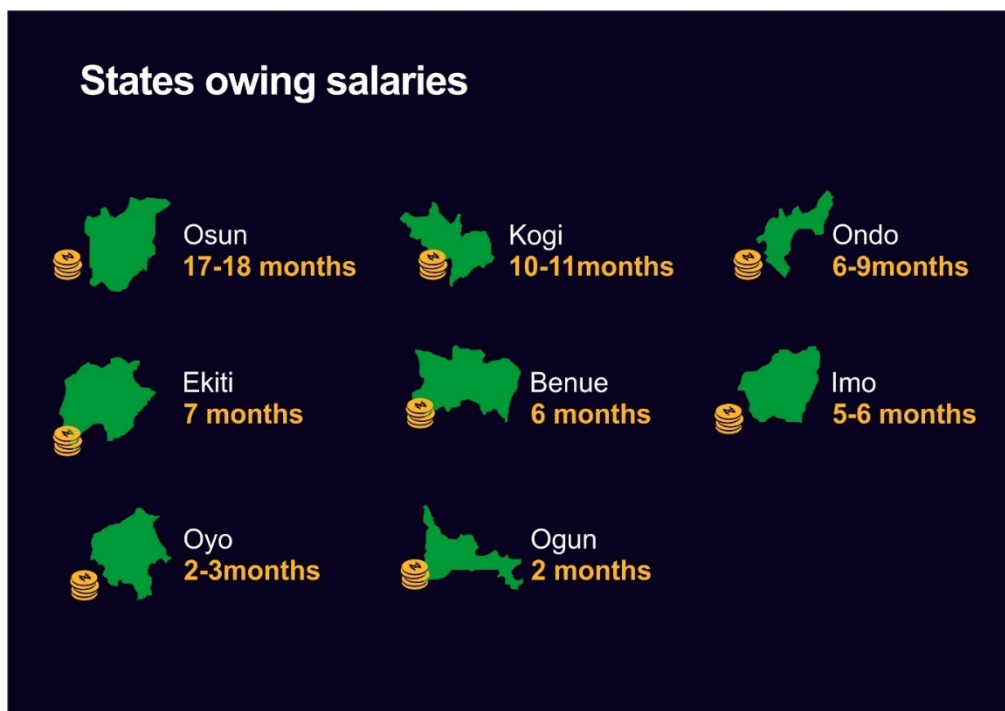 States owing salaries
Osun
17-18 months
Kogi
10-11months
Ondo
6-9months
Ekiti
7 months
Benue
6 months
Imo
5-6 months
Oyo
2-3months
Ogun
2 months